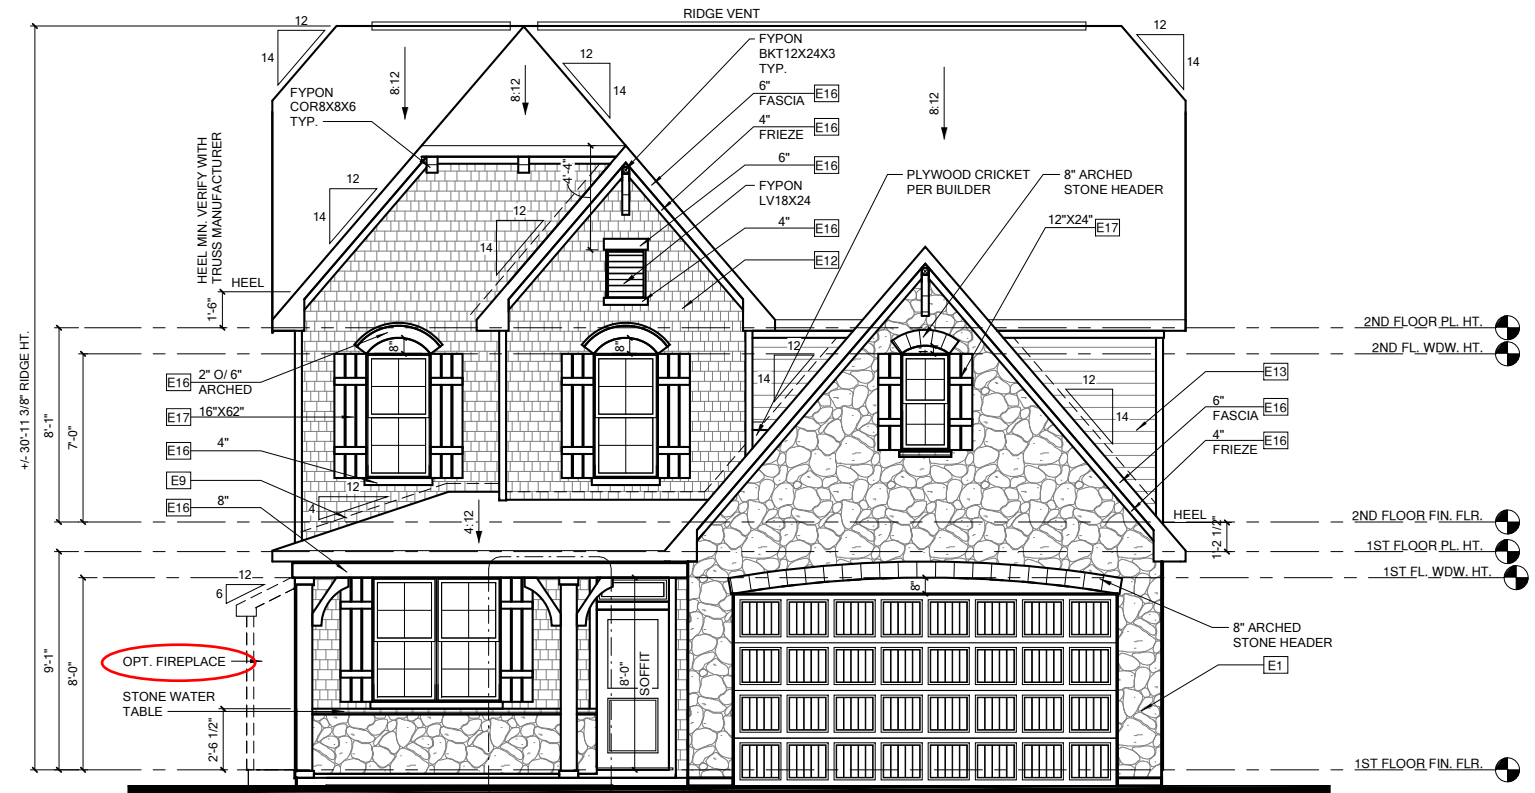 RIDGE VENT
12
14
12
14
12
14
8:12
8:12
8:12
FYPON
COR8X8X6
TYP.
FYPON
BKT12X24X3
TYP.
6"
FASCIA
E16
4"
FRIEZE
E16
6"
E16
FYPON
LV18X24
4"
E16
E12
PLYWOOD CRICKET
PER BUILDER
8" ARCHED
STONE HEADER
12"X24"
E17
HEEL MIN. VERIFY WITH
TRUSS MANUFACTURER
HEEL
1'-6"
12
14
12
14
4'-4"
+/- 30'-11 3/8" RIDGE HT.
8'-1"
7'-0"
2ND FLOOR PL. HT.
2ND FL. WDW. HT.
8"
8"
4"
12
14
12
14
E13
6"
FASCIA
E16
4"
FRIEZE
E16
E16
2" O/ 6"
ARCHED
E17
16"X62"
E16
4"
E9
E16
8"
12
4
4:12
HEEL
1'-2 1/2"
2ND FLOOR FIN. FLR.
1ST FLOOR PL. HT.
1ST FL. WDW. HT.
12
6
8"
9'-1"
8'-0"
OPT. FIREPLACE
STONE WATER
TABLE
2'-6 1/2"
8'-0"
SOFFIT
8" ARCHED
STONE HEADER
E1
1ST FLOOR FIN. FLR.